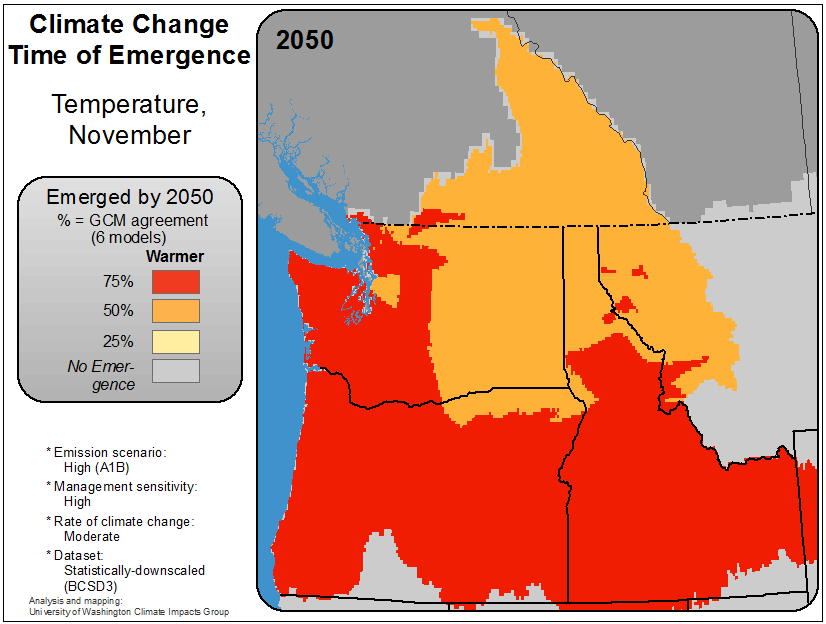 Climate Change
Time of Emergence
Temperature,
November
Emerged by 2050
% = GCM agreement
(6 models)
Warmer
75%
50%
25%
No Emer-
gence
* Emission scenario:
High (A1B)
* Management sensitivity:
High
* Rate of climate change:
Moderate
* Dataset:
Statistically-downscaled
(BCSD3)
Analysis and mapping:
University of Washington Climate Impacts Group
2050